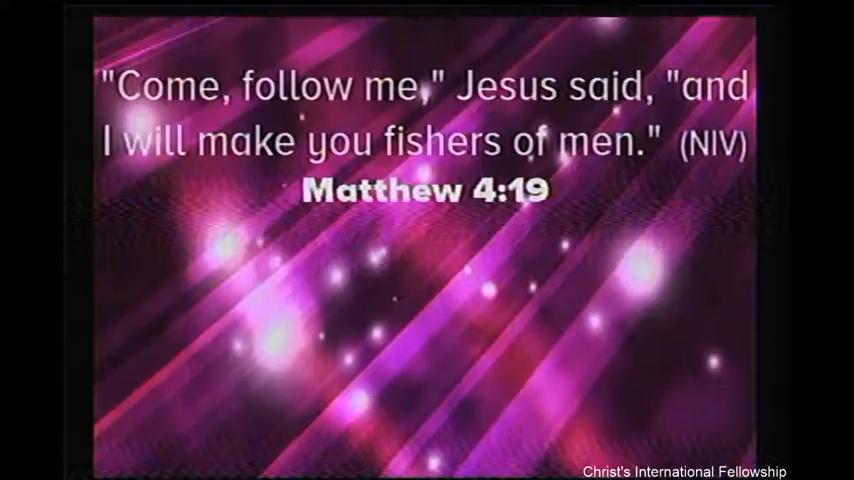 "Come, follow me," Jesus said, "and
I will make you fishers of men." (NIV)
Matthew 4:19
Christ's International Fellowship